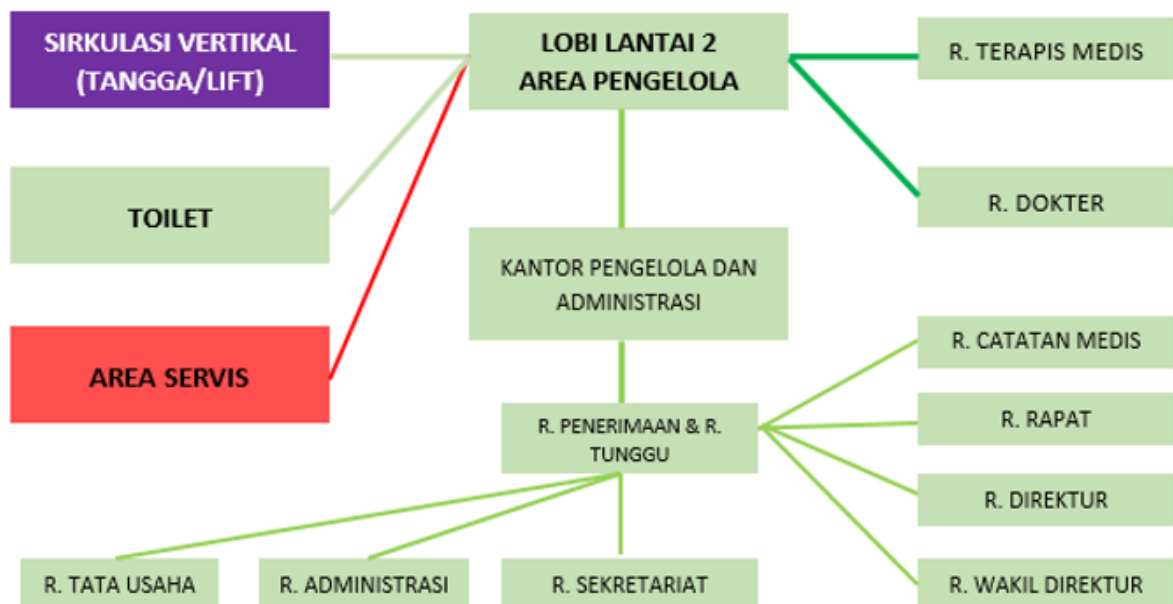 SIRKULASI VERTIKAL
(TANGGA/LIFT)
LOBI LANTAI 2
AREA PENGELOLA
R. TERAPIS MEDIS
TOILET
R. DOKTER
KANTOR PENGELOLA DAN
ADMINISTRASI
AREA SERVIS
R. CATATAN MEDIS
R. PENERIMAAN & R.
TUNGGU
R. RAPAT
R. DIREKTUR
R. TATA USAHA
R. ADMINISTRASI
R. SEKRETARIAT
R. WAKIL DIREKTUR